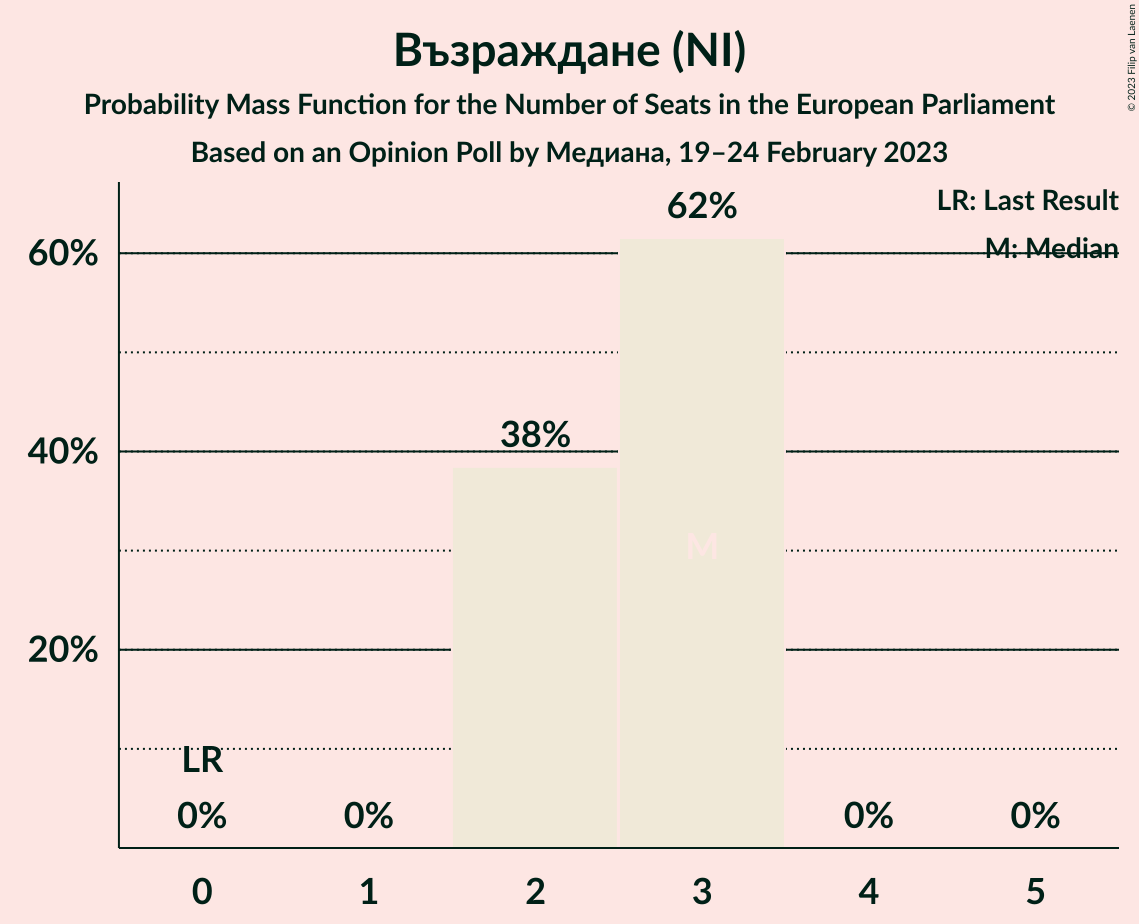 Възраждане (NI)
Probability Mass Function for the Number of Seats in the European Parliament
Based on an Opinion Poll by Медиана, 19–24 February 2023
© 2023 Filip van Laenen
LR: Last Result
M: Median
62%
60%
38%
40%
M
20%
LR
0%
0%
0%
0%
0
1
2
3
4
5